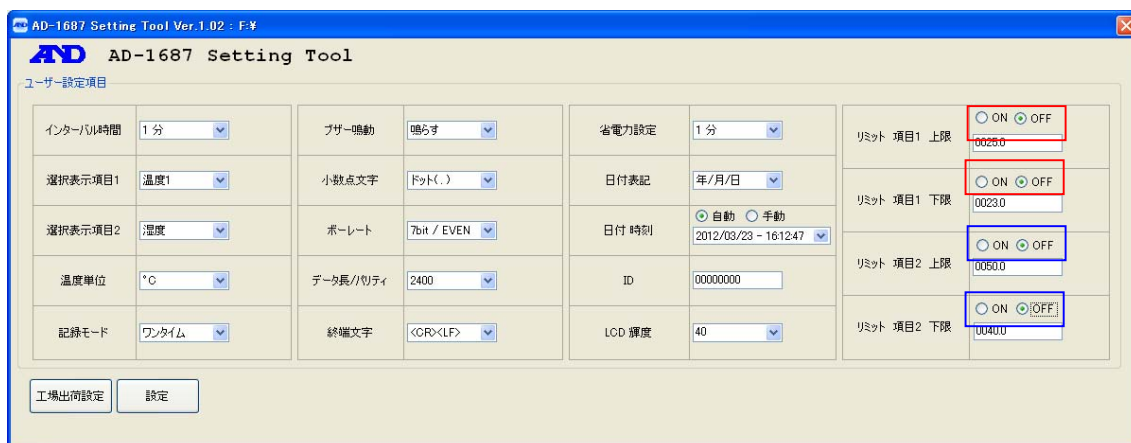 AND AD-1687 Setting Tool Ver.1.02 : F:¥
AND AD-1687 Setting Tool
ユーザー設定項目
インターバル時間 1 分
選択表示項目1 温度1
選択表示項目2 湿度
温度単位 °C
記録モード ワンタイム
ブザー鳴動 鳴らす
小数点文字 ドット(.)
ボーレート 7bit / EVEN
データ長/パリティ 2400
終端文字 <CR><LF>
省電力設定 1 分
日付表記 年/月/日
日付 時刻 自動 手動
2012/03/23 - 16:12:47
ID 00000000
LCD 輝度 40
リミット 項目1 上限 ON OFF
0025.0
リミット 項目1 下限 ON OFF
0023.0
リミット 項目2 上限 ON OFF
0050.0
リミット 項目2 下限 ON OFF
0040.0
工場出荷設定 設定